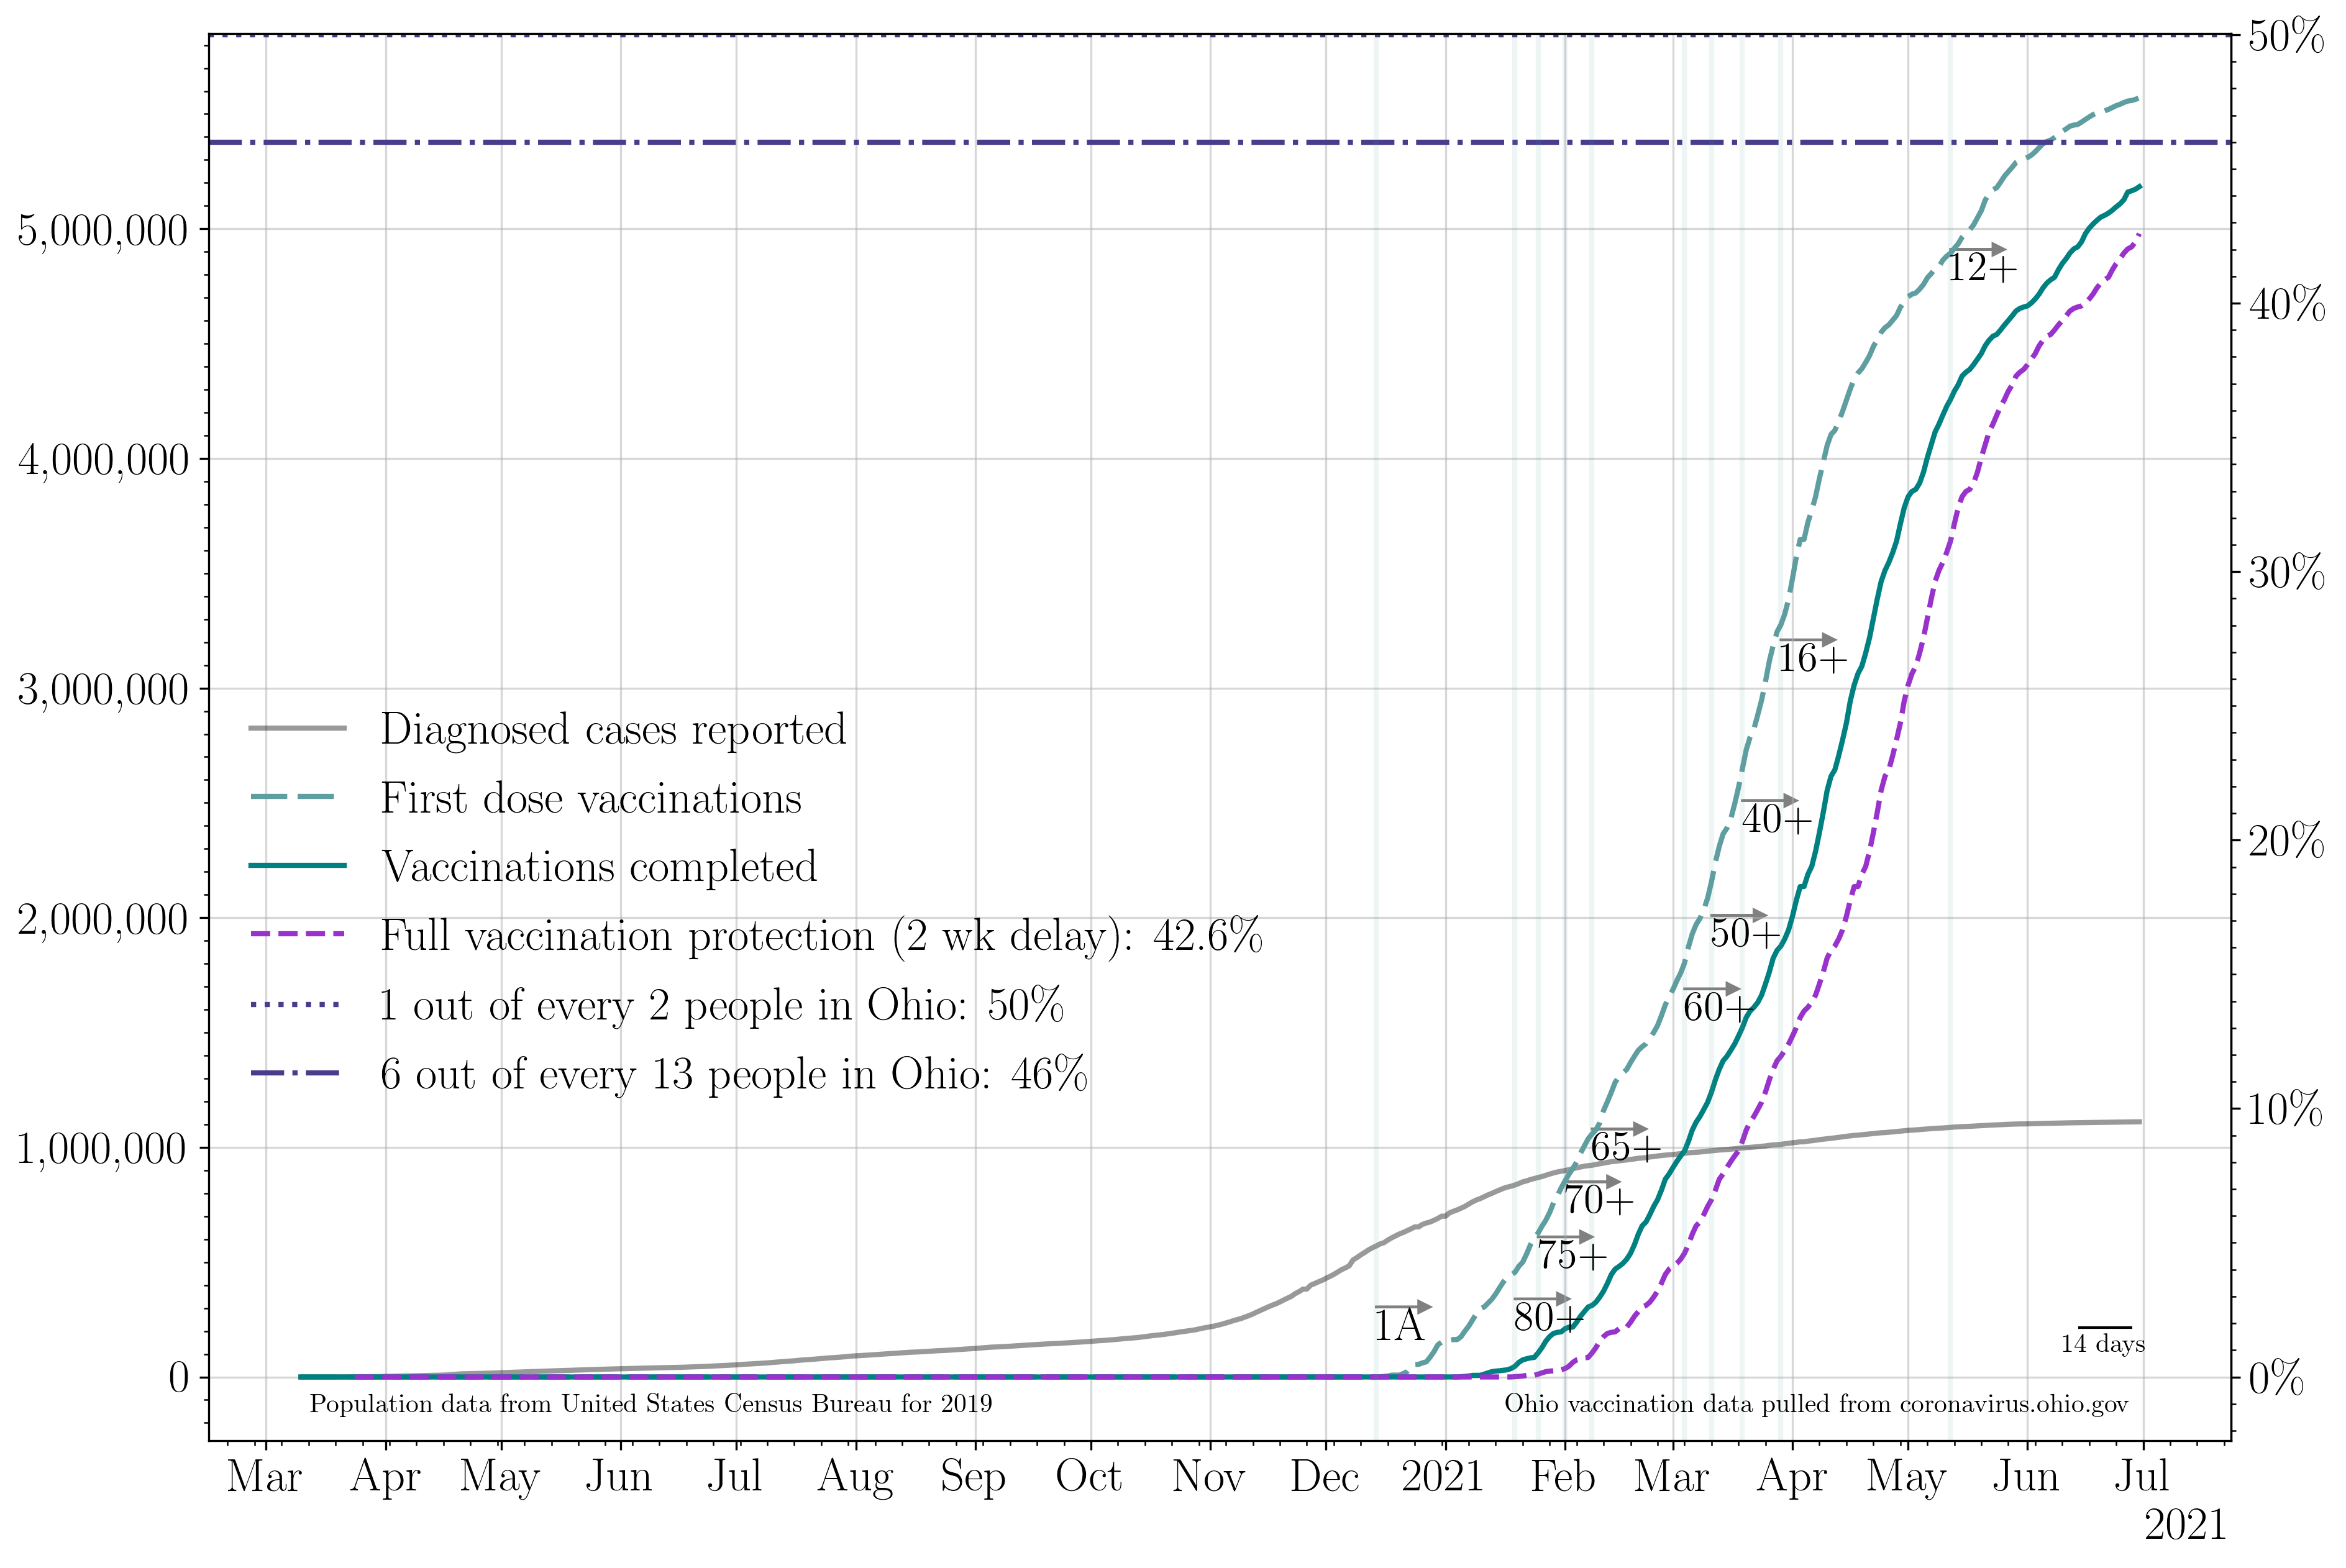 50%
5,000,000
12+
40%
4,000,000
30%
16+
3,000,000
Diagnosed cases reported
First dose vaccinations
40+
20%
Vaccinations completed
2,000,000
Full vaccination protection (2 wk delay): 42.6%
50+
1 out of every 2 people in Ohio: 50%
60+
6 out of every 13 people in Ohio: 46%
10%
1,000,000
65+
70+
75+
1A
80+
14 days
0
0%
Population data from United States Census Bureau for 2019
Ohio vaccination data pulled from coronavirus.ohio.gov
Mar Apr May Jun Jul Aug Sep Oct Nov Dec 2021 Feb Mar Apr May Jun Jul
2021